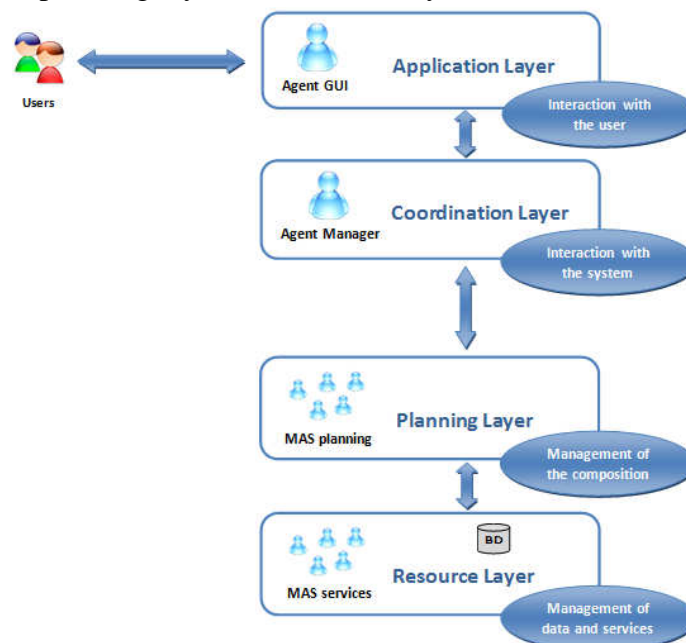 Users
Agent GUI
Application Layer
Interaction with
the user
Agent Manager
Coordination Layer
Interaction with
the system
MAS planning
Planning Layer
Management of
the composition
BD
MAS services
Resource Layer
Management of
data and services